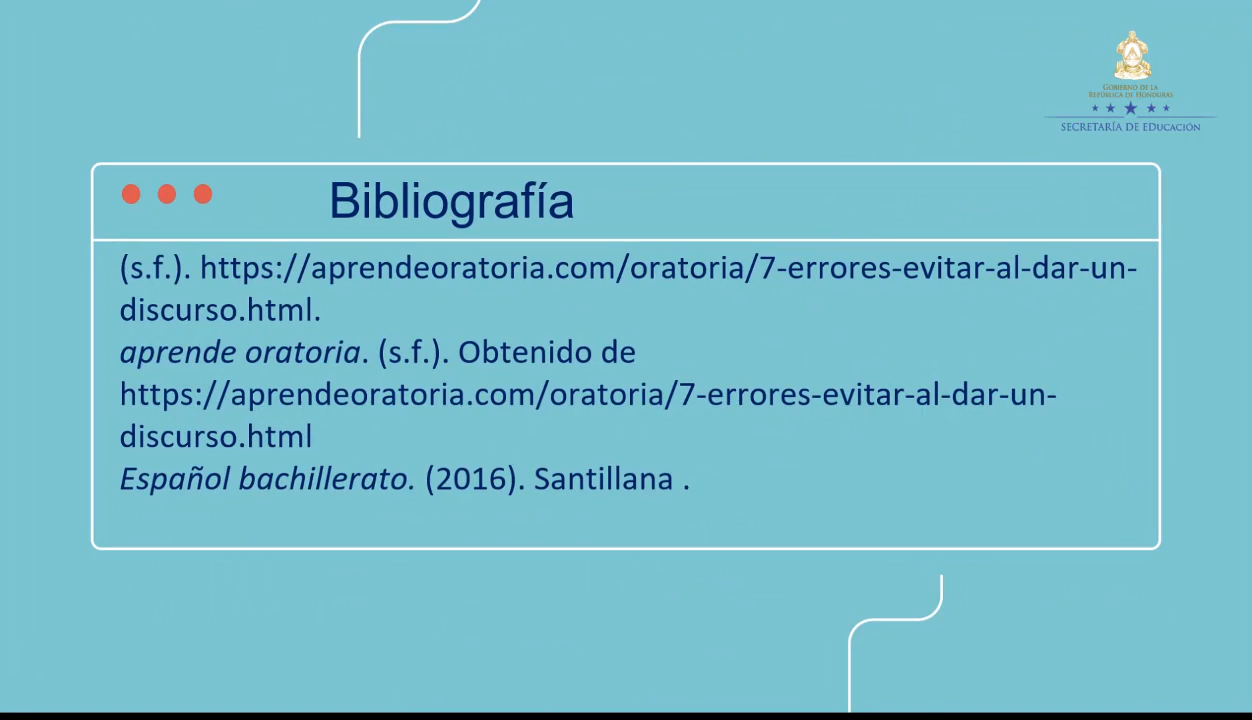 GOBIERNO DE LA
REPÚBLICA DE HONDURAS
SECRETARÍA DE EDUCACIÓN
Bibliografía
(s.f.). https://aprendeoratoria.com/oratoria/7-errores-evitar-al-dar-un-
discurso.html.
aprende oratoria. (s.f.). Obtenido de
https://aprendeoratoria.com/oratoria/7-errores-evitar-al-dar-un-
discurso.html
Español bachillerato. (2016). Santillana .